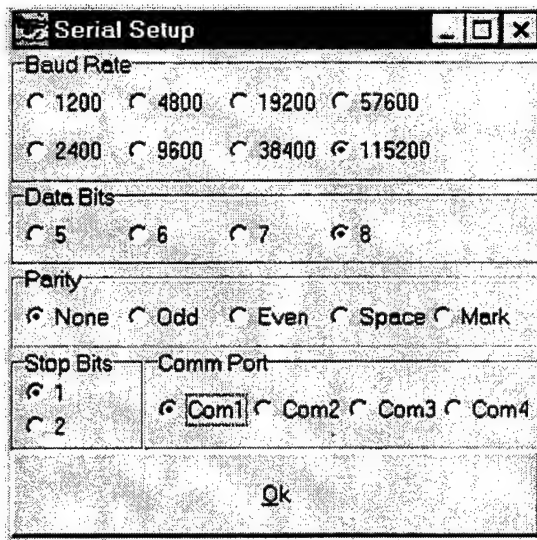 Serial Setup
Baud Rate
1200 4800 19200 57600
2400 9600 38400 115200
Data Bits
5 6 7 8
Parity
None Odd Even Space Mark
Stop Bits Comm Port
1
Com1 Com2 Com3 Com4
2
Ok